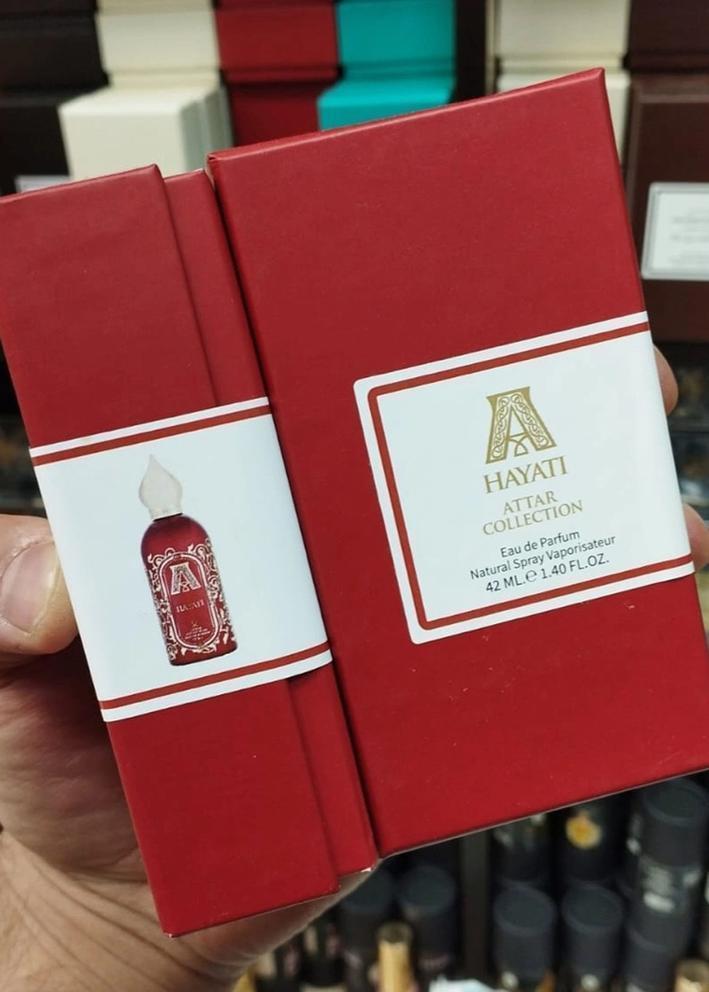 A
HAYATI
A
HAYATI
ATTAR
COLLECTION
Eau de Parfum
Natural Spray Vaporisateur
42 ML.℮ 1.40 FL.OZ.